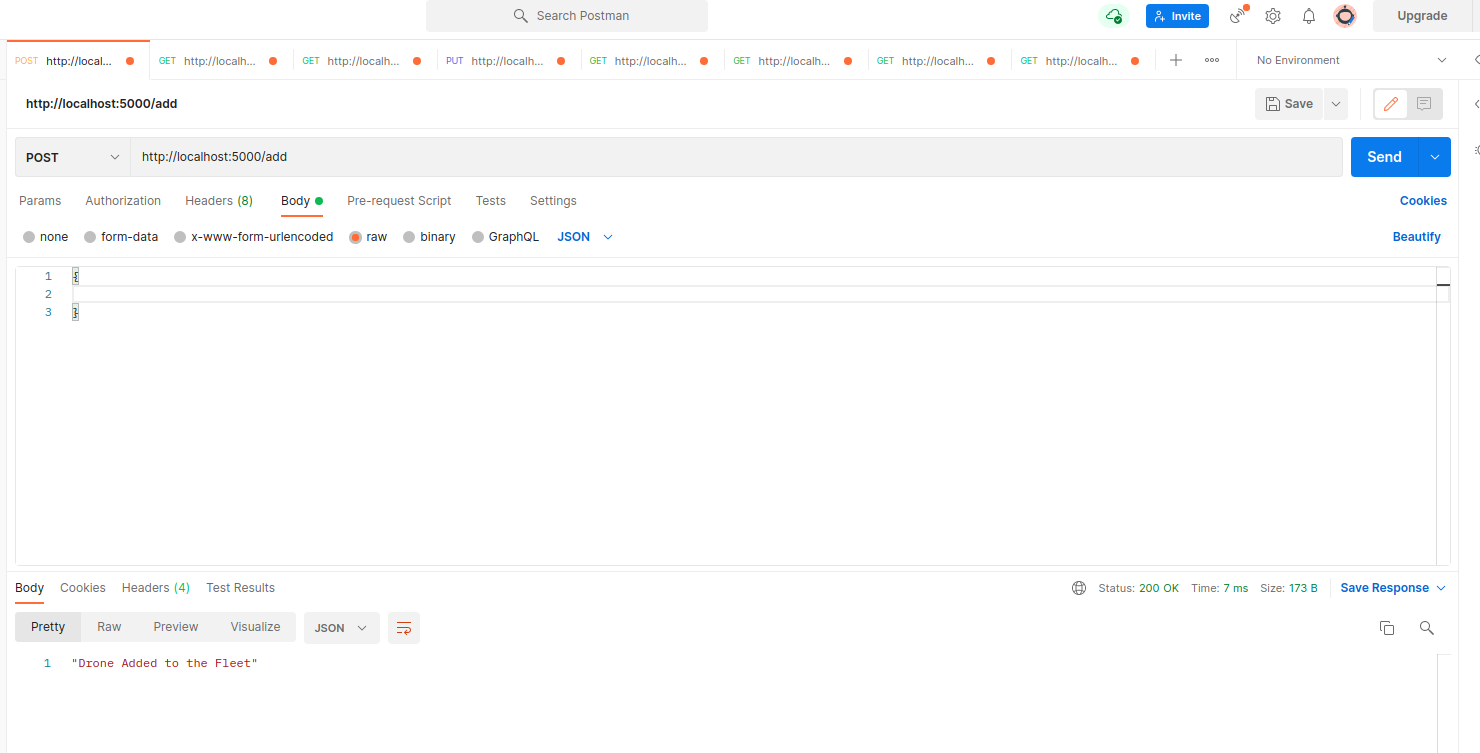 Search Postman
Invite
Upgrade
POST http://local... GET http://localh... GET http://localh... PUT http://localh... GET http://localh... GET http://localh... GET http://localh... GET http://localh... No Environment
http://localhost:5000/add
Save
POST http://localhost:5000/add Send
Params Authorization Headers (8) Body Pre-request Script Tests Settings Cookies
none form-data x-www-form-urlencoded raw binary GraphQL JSON Beautify
1 {
2
3 }
Body Cookies Headers (4) Test Results Status: 200 OK Time: 7 ms Size: 173 B Save Response
Pretty Raw Preview Visualize JSON
1 "Drone Added to the Fleet"